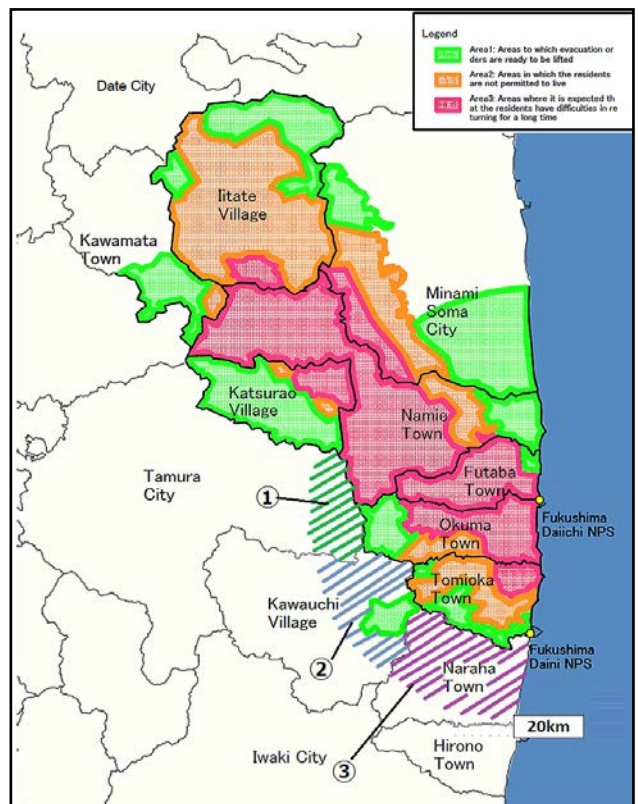 Legend
Area1: Areas to which evacuation or
ders are ready to be lifted
Area2: Areas in which the residents
are not permitted to live
Area3: Areas where it is expected th
at the residents have difficulties in re
turning for a long time
Date City
Iitate
Village
Kawamata
Town
Minami
Soma
City
Katsurao
Village
Namie
Town
Tamura
City
Futaba
Town
①
Okuma
Town
Fukushima
Daiichi NPS
Tomioka
Town
Kawauchi
Village
②
Fukushima
Daini NPS
Naraha
Town
20km
③
Iwaki City
Hirono
Town